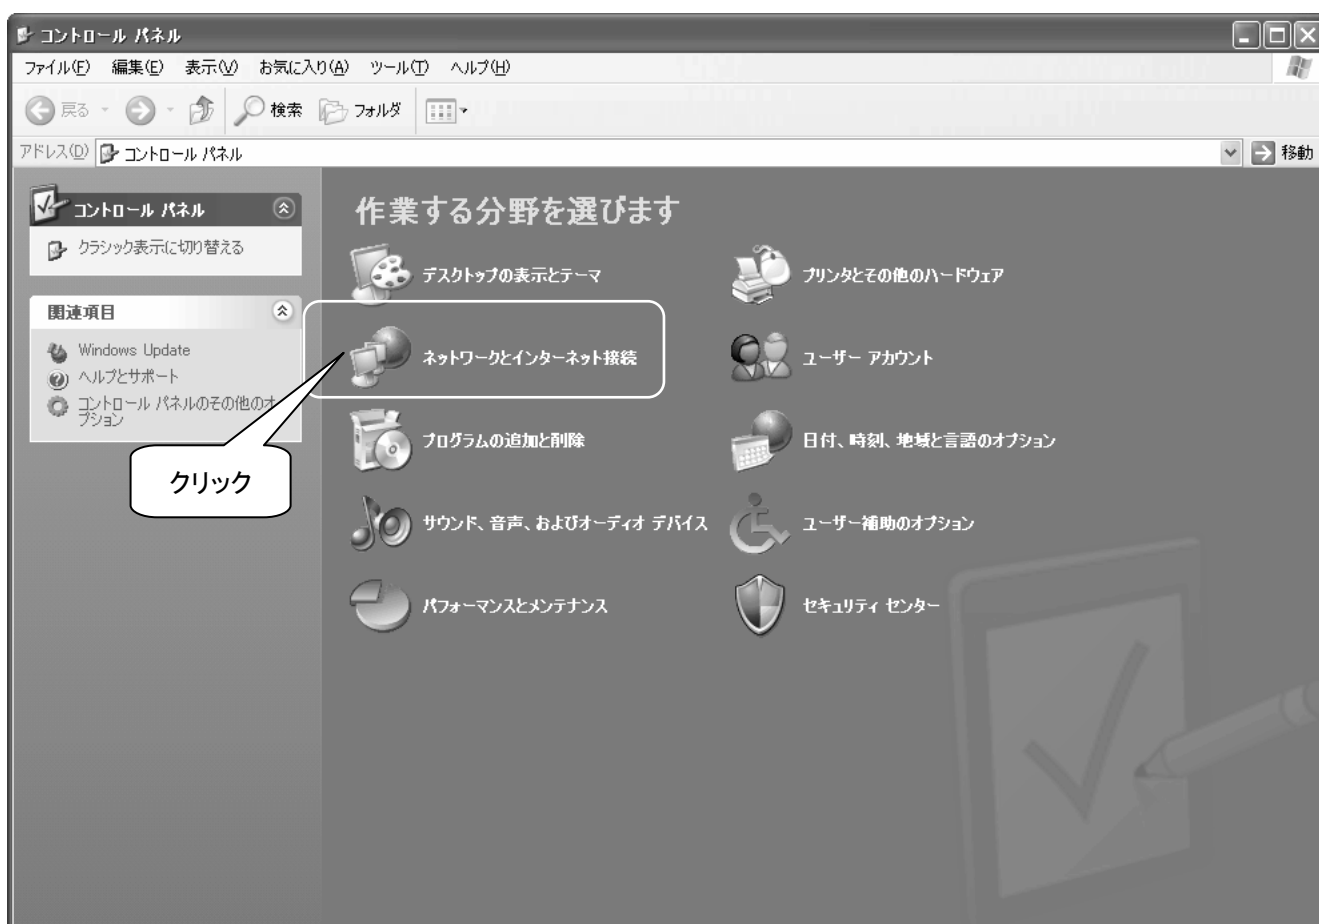 コントロール パネル
ファイル(F) 編集(E) 表示(V) お気に入り(A) ツール(T) ヘルプ(H)
戻る 検索 フォルダ
アドレス(D) コントロール パネル 移動
コントロール パネル
クラシック表示に切り替える
関連項目
Windows Update
ヘルプとサポート
コントロール パネルのその他のオ
プション
クリック
作業する分野を選びます
デスクトップの表示とテーマ
プリンタとその他のハードウェア
ネットワークとインターネット接続
ユーザー アカウント
プログラムの追加と削除
日付、時刻、地域と言語のオプション
サウンド、音声、およびオーディオ デバイス
ユーザー補助のオプション
パフォーマンスとメンテナンス
セキュリティ センター